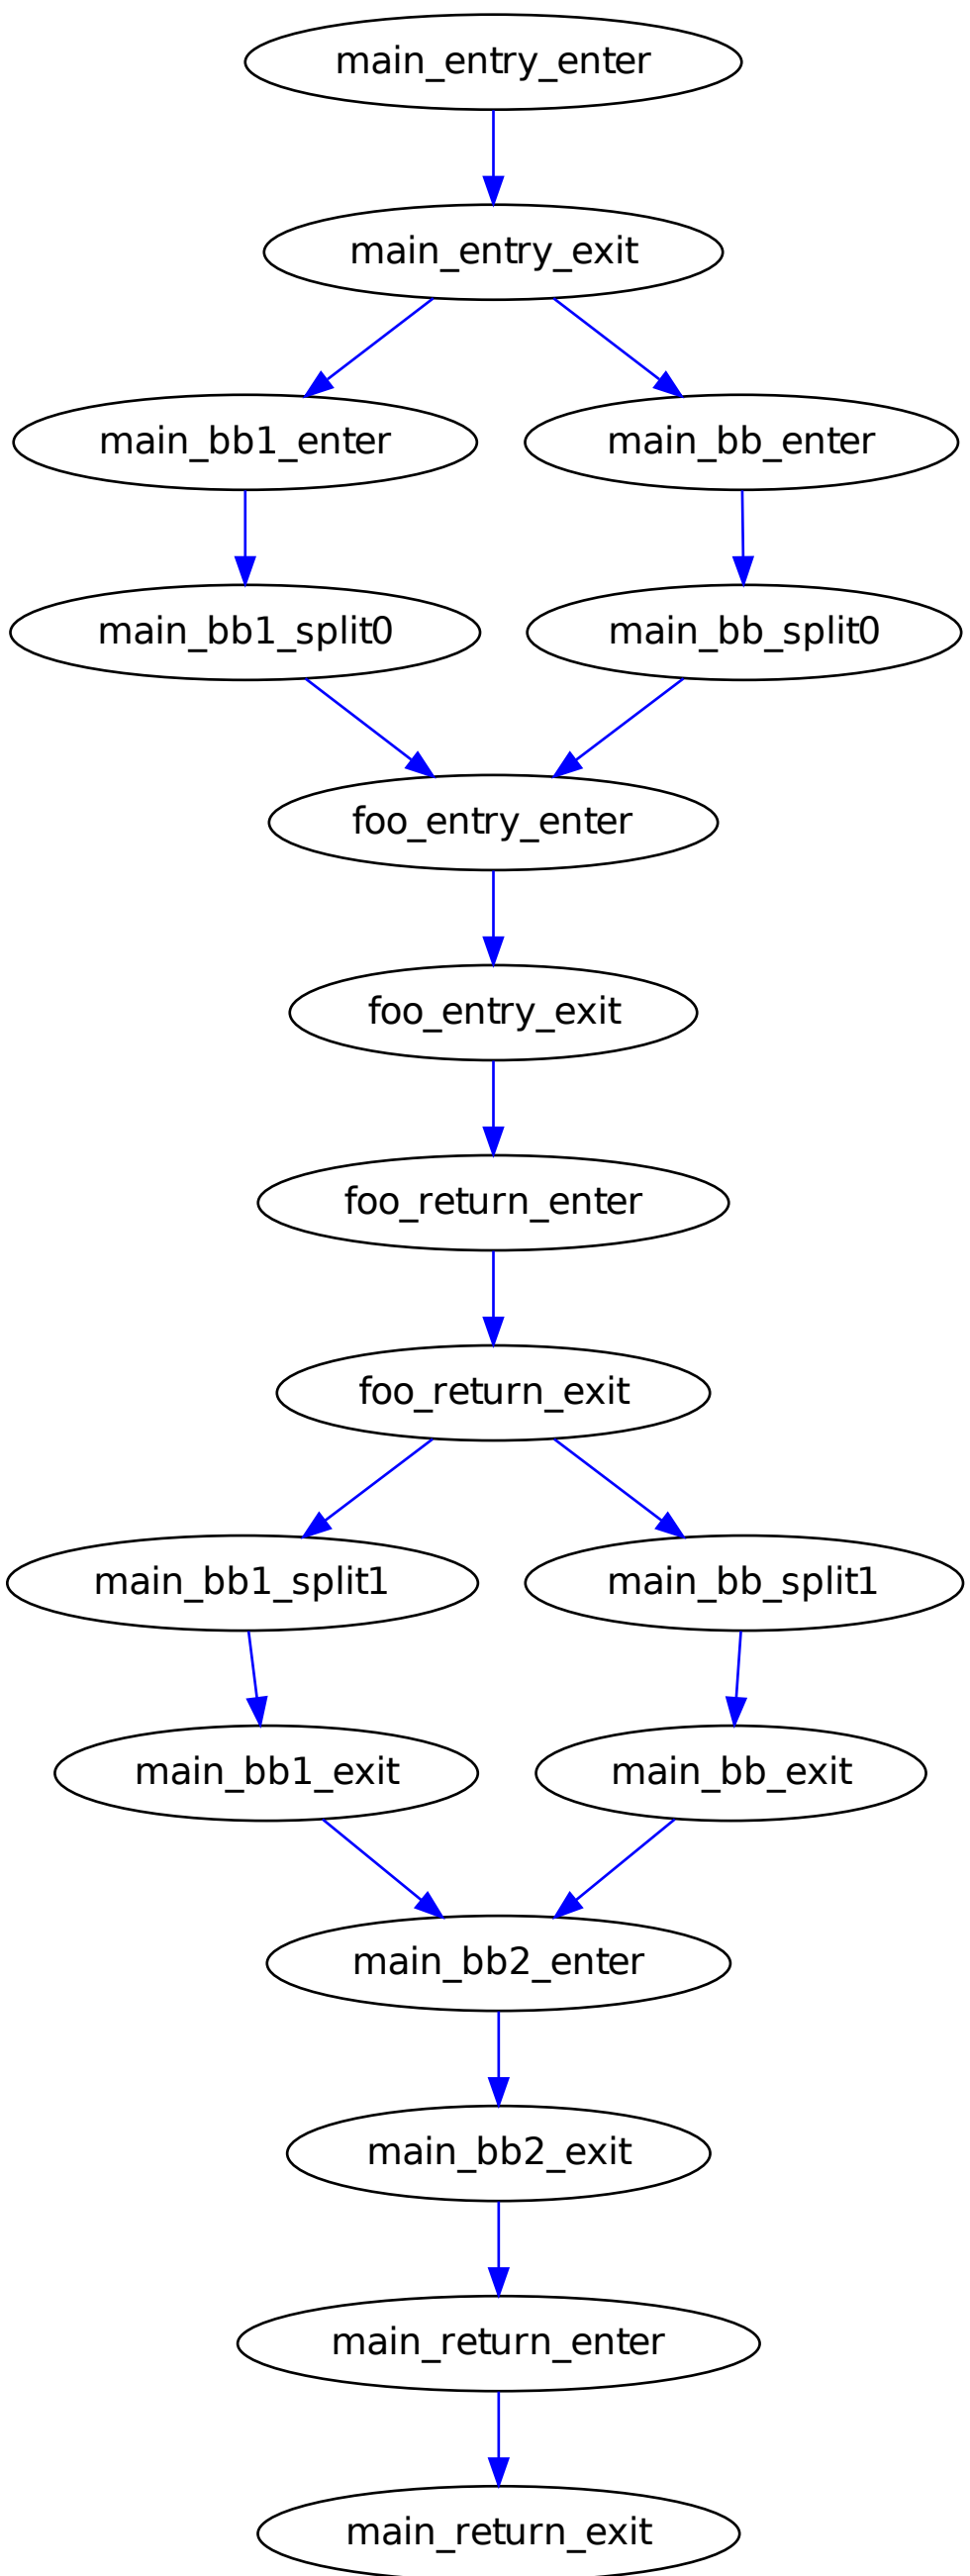 main_entry_enter
main_entry_exit
main_bb1_enter
main_bb_enter
main_bb1_split0
main_bb_split0
foo_entry_enter
foo_entry_exit
foo_return_enter
foo_return_exit
main_bb1_split1
main_bb_split1
main_bb1_exit
main_bb_exit
main_bb2_enter
main_bb2_exit
main_return_enter
main_return_exit